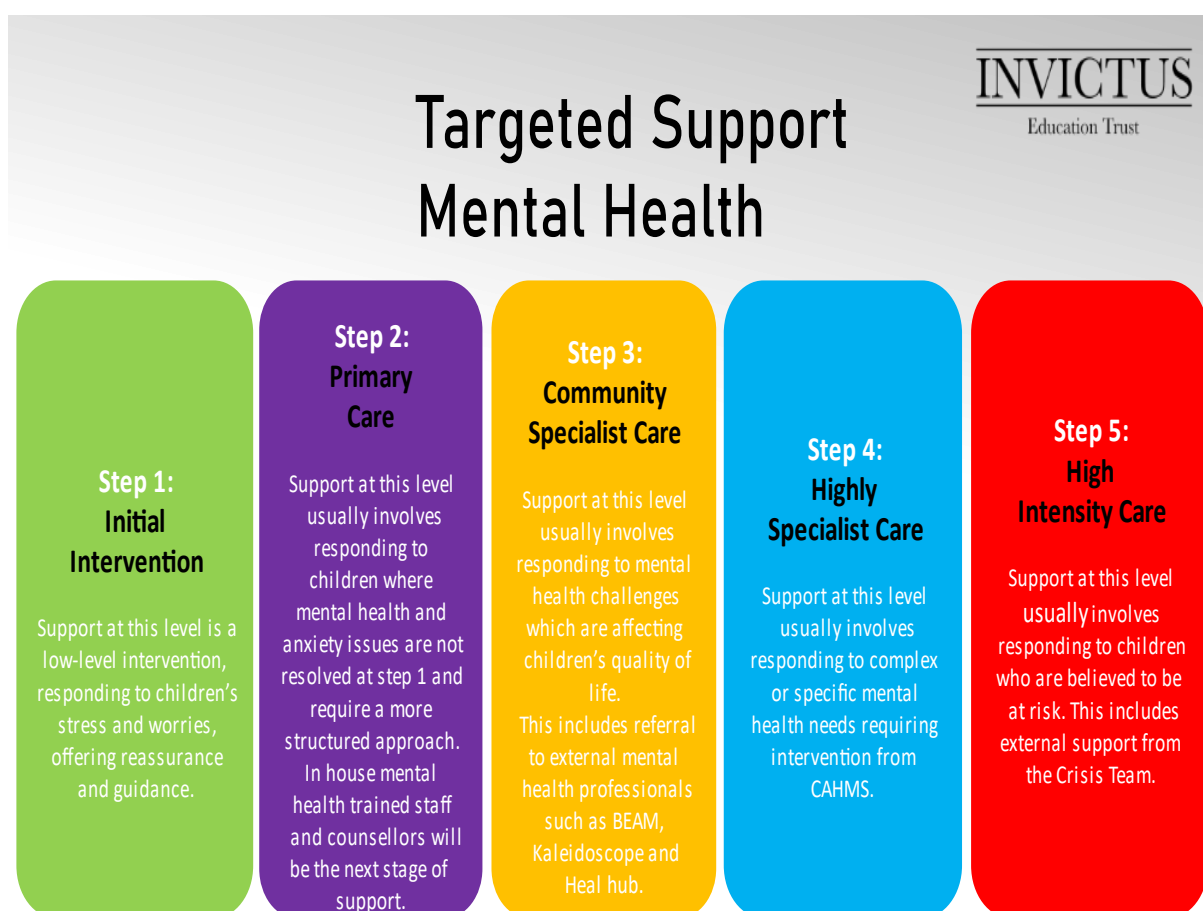 INVICTUS
Education Trust
Targeted Support
Mental Health
Step 1:
Initial
Intervention
Support at this level is a
low-level intervention,
responding to children's
stress and worries,
offering reassurance
and guidance.
Step 2:
Primary
Care
Support at this level
usually involves
responding to
children where
mental health and
anxiety issues are not
resolved at step 1 and
require a more
structured approach.
In house mental
health trained staff
and counsellors will
be the next stage of
support.
Step 3:
Community
Specialist Care
Support at this level
usually involves
responding to mental
health challenges
which are affecting
children's quality of
life.
This includes referral
to external mental
health professionals
such as BEAM,
Kaleidoscope and
Heal hub.
Step 4:
Highly
Specialist Care
Support at this level
usually involves
responding to complex
or specific mental
health needs requiring
intervention from
CAHMS.
Step 5:
High
Intensity Care
Support at this level
usually involves
responding to children
who are believed to be
at risk. This includes
external support from
the Crisis Team.